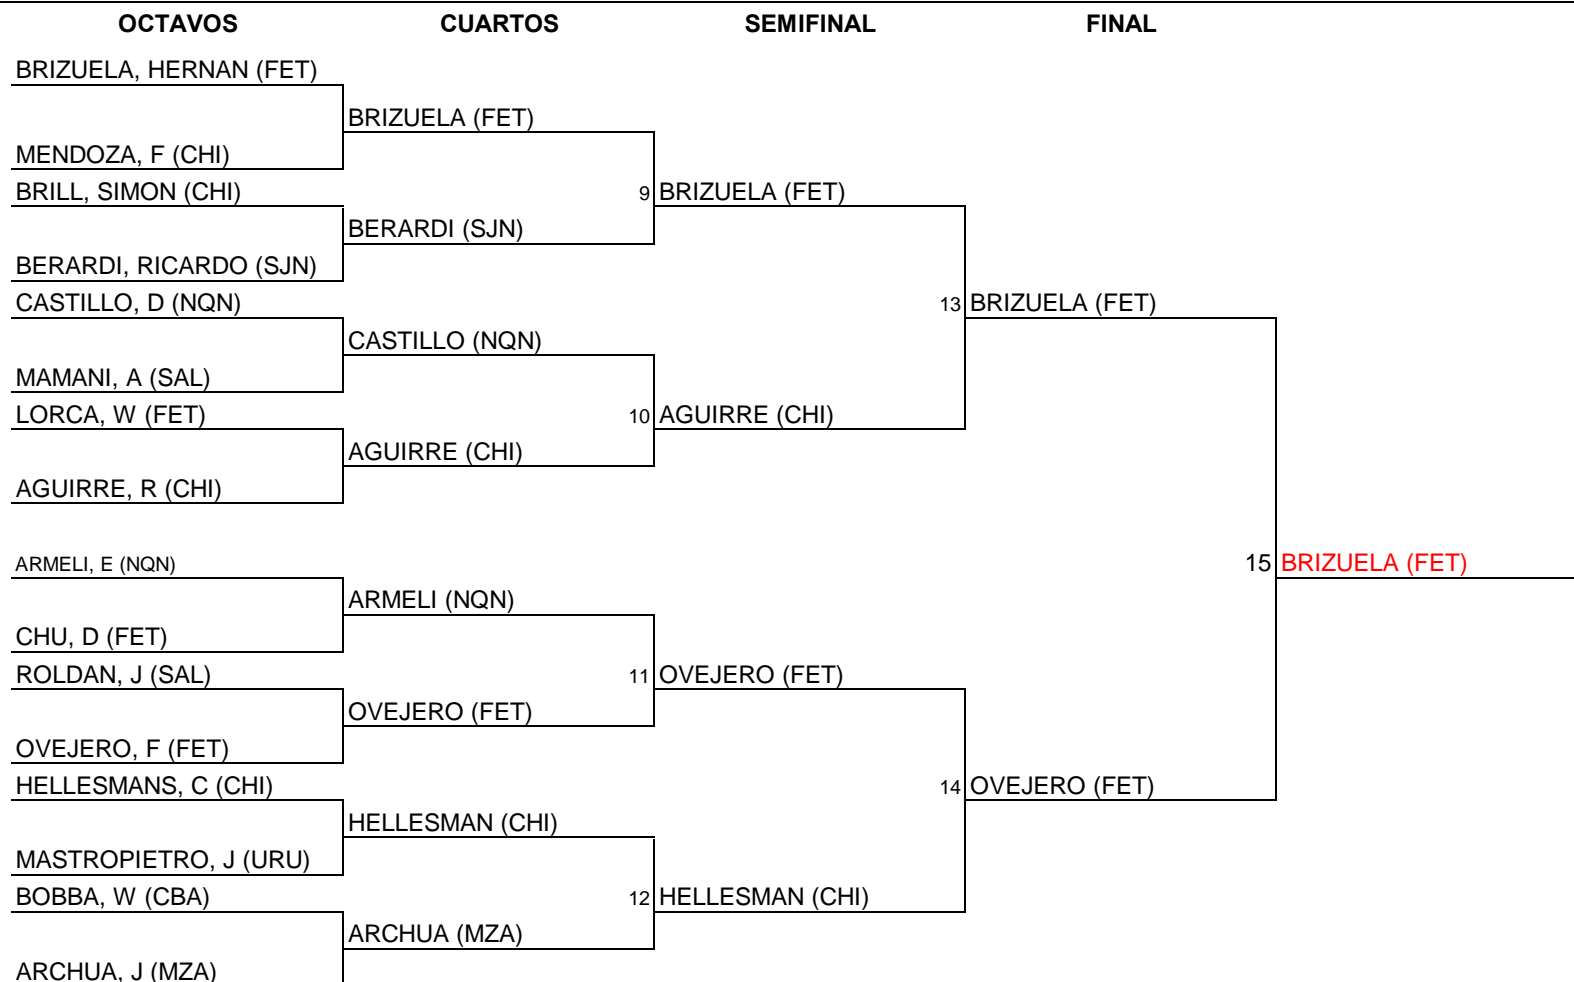 OCTAVOS CUARTOS SEMIFINAL FINAL
BRIZUELA, HERNAN (FET)
BRIZUELA (FET)
MENDOZA, F (CHI)
BRILL, SIMON (CHI)
9 BRIZUELA (FET)
BERARDI (SJN)
BERARDI, RICARDO (SJN)
CASTILLO, D (NQN)
13 BRIZUELA (FET)
CASTILLO (NQN)
MAMANI, A (SAL)
LORCA, W (FET)
10 AGUIRRE (CHI)
AGUIRRE (CHI)
AGUIRRE, R (CHI)
ARMELI, E (NQN)
15 BRIZUELA (FET)
ARMELI (NQN)
CHU, D (FET)
ROLDAN, J (SAL)
11 OVEJERO (FET)
OVEJERO (FET)
OVEJERO, F (FET)
HELLESMANS, C (CHI)
14 OVEJERO (FET)
HELLESMAN (CHI)
MASTROPIETRO, J (URU)
BOBBA, W (CBA)
12 HELLESMAN (CHI)
ARCHUA (MZA)
ARCHUA, J (MZA)